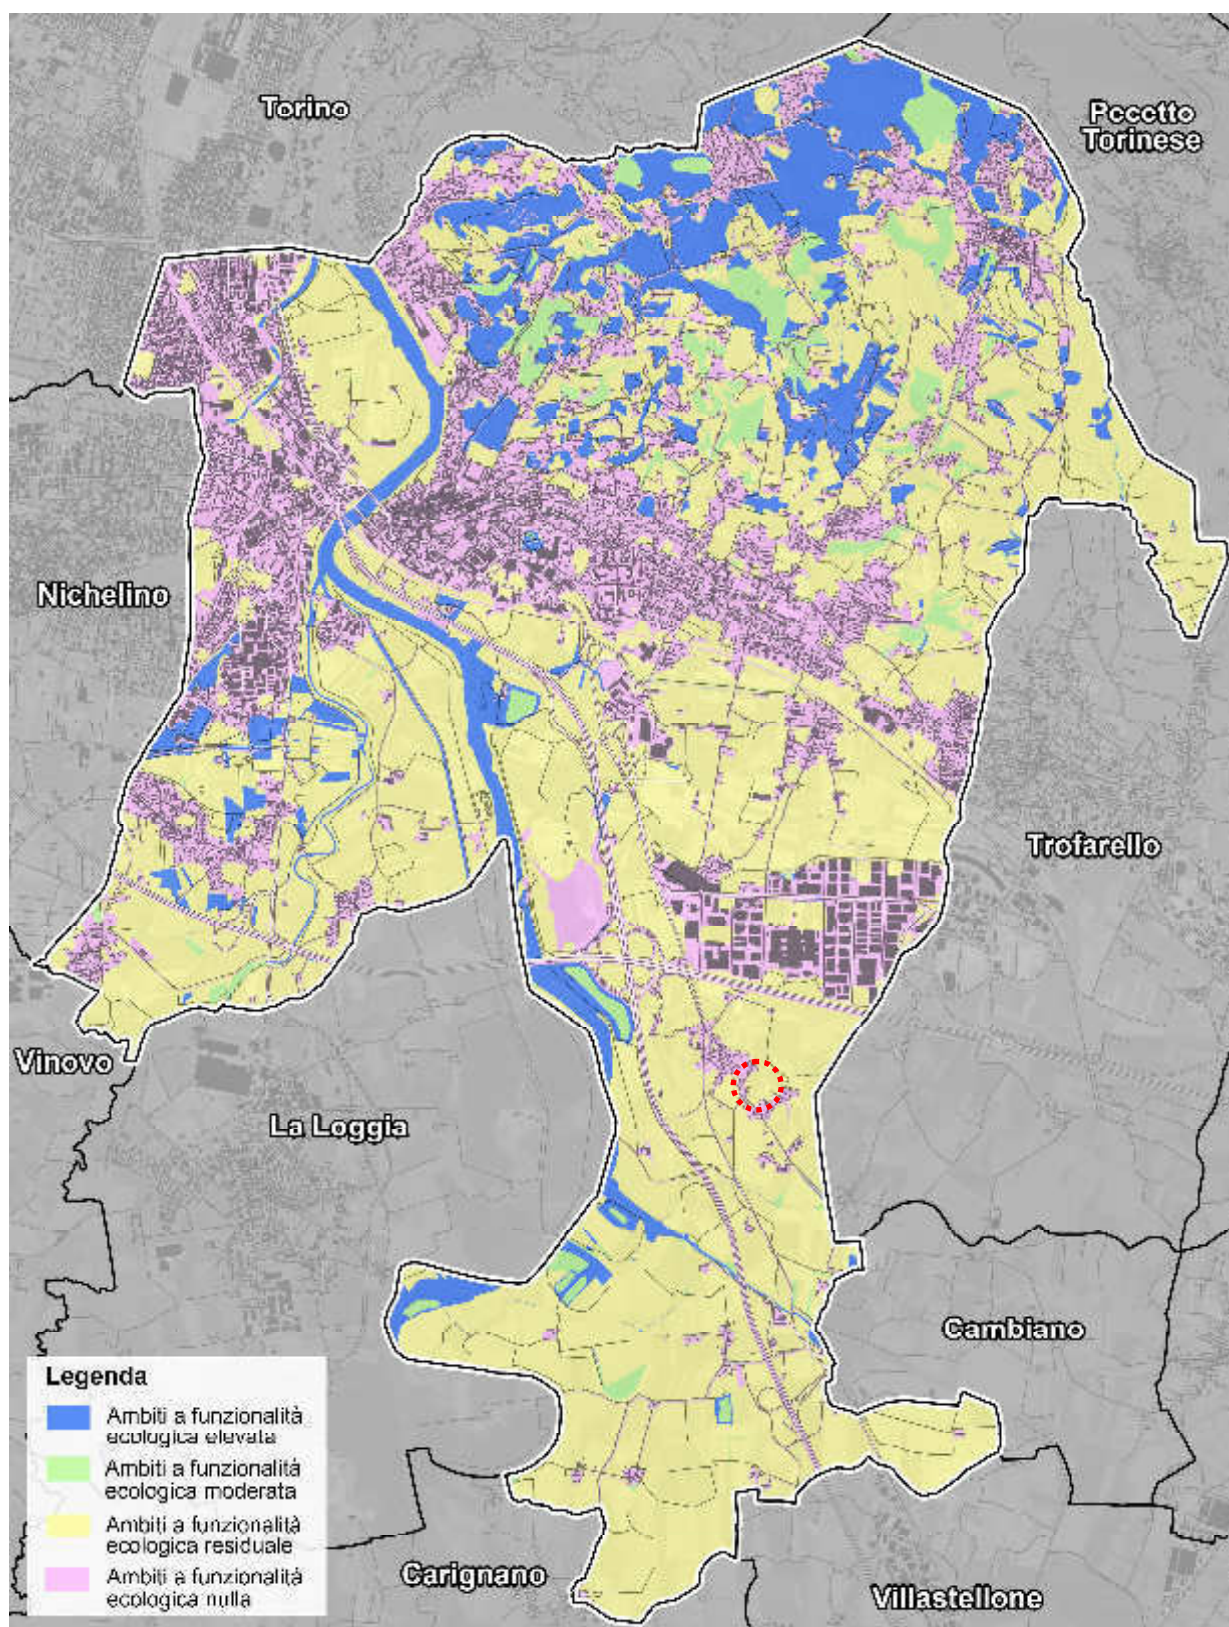 Torino
Pecetto
Torinese
Nichelino
Trofarello
Vinovo
La Loggia
Cambiano
Legenda
Ambiti a funzionalità
ecologica elevata
Ambiti a funzionalità
ecologica moderata
Ambiti a funzionalità
ecologica residuale
Ambiti a funzionalità
ecologica nulla
Carignano
Villastellone